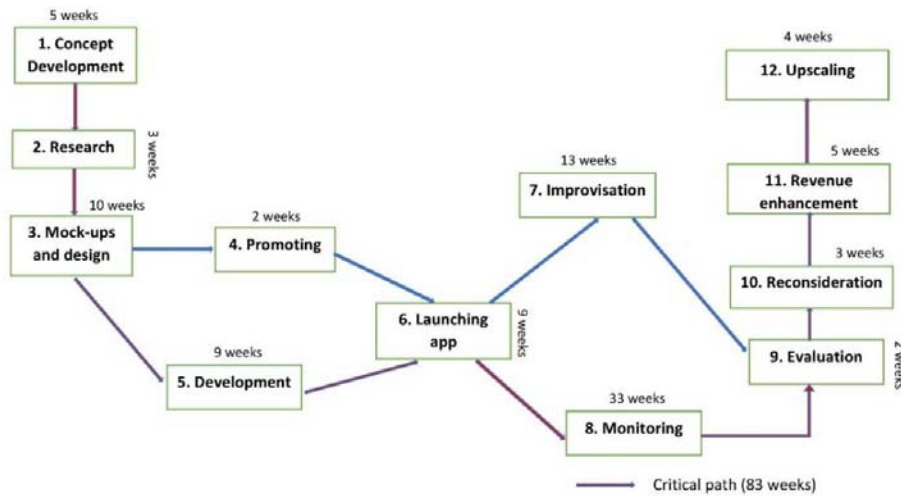 5 weeks
1. Concept
Development
2. Research
3 weeks
10 weeks
3. Mock-ups
and design
2 weeks
4. Promoting
9 weeks
5. Development
6. Launching
app
9 weeks
13 weeks
7. Improvisation
33 weeks
8. Monitoring
9. Evaluation
2 weeks
3 weeks
10. Reconsideration
5 weeks
11. Revenue
enhancement
4 weeks
12. Upscaling
Critical path (83 weeks)